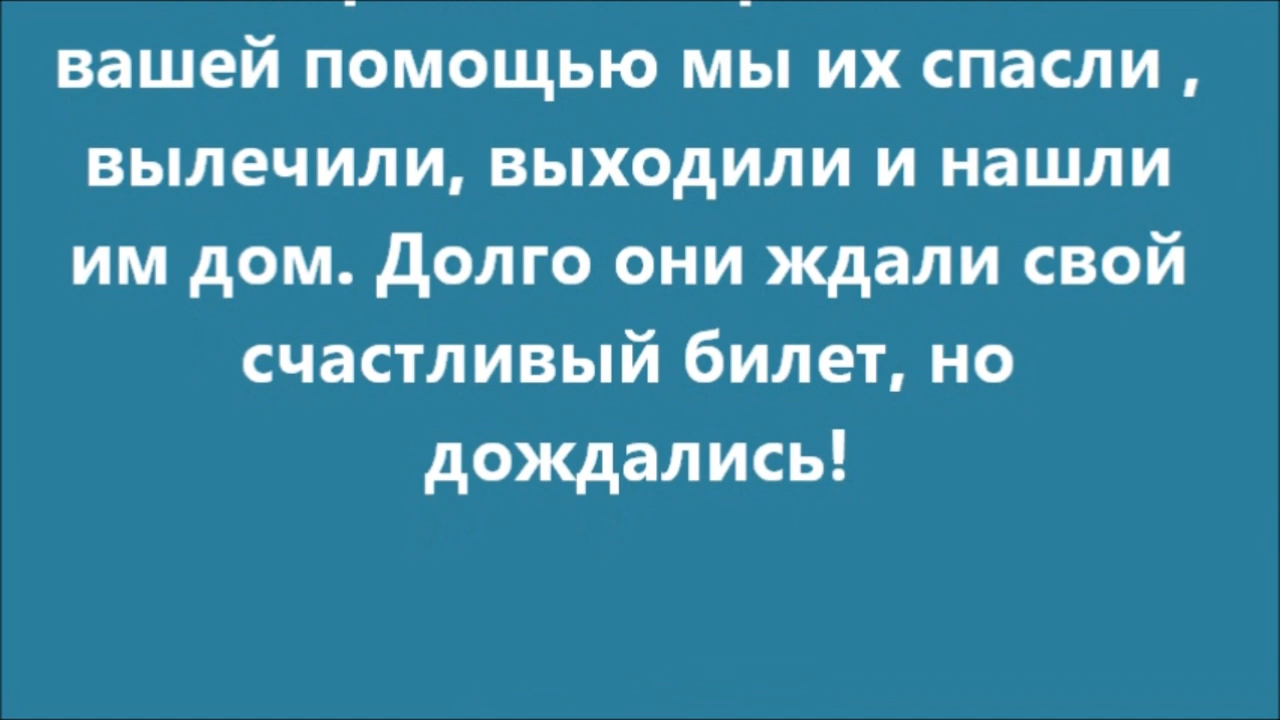 вашей помощью мы их спасли ,
вылечили, выходили и нашли
им дом. Долго они ждали свой
счастливый билет, но
дождались!